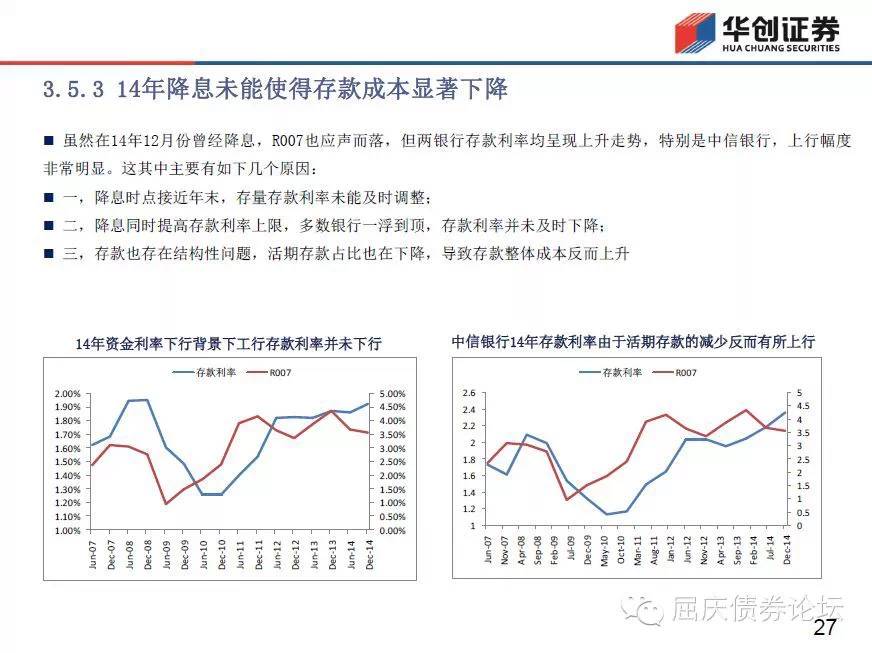 华创证券
HUA CHUANG SECURITIES
3.5.3 14年降息未能使得存款成本显著下降
■ 虽然在14年12月份曾经降息，R007也应声而落，但两银行存款利率均呈现上升走势，特别是中信银行，上行幅度
非常明显。这其中主要有如下几个原因：
■ 一，降息时点接近年末，存量存款利率未能及时调整；
■ 二，降息同时提高存款利率上限，多数银行一浮到顶，存款利率并未及时下降；
■ 三，存款也存在结构性问题，活期存款占比也在下降，导致存款整体成本反而上升
14年资金利率下行背景下工行存款利率并未下行
存款利率 R007
2.00% 5.00%
1.90% 4.50%
1.80% 4.00%
1.70% 3.50%
1.60% 3.00%
1.50% 2.50%
1.40% 2.00%
1.30% 1.50%
1.20% 1.00%
1.10% 0.50%
1.00% 0.00%
Jun-07 Dec-07 Jun-08 Dec-08 Jun-09 Dec-09 Jun-10 Dec-10 Jun-11 Dec-11 Jun-12 Dec-12 Jun-13 Dec-13 Jun-14 Dec-14
中信银行14年存款利率由于活期存款的减少反而有所上行
存款利率 R007
2.6 5
2.4 4.5
2.2 4
2 3.5
1.8 3
1.6 2.5
1.4 2
1.2 1.5
1 1
0.5
0
Jun-07 Nov-07 Apr-08 Sep-08 Feb-09 Jul-09 Dec-09 May-10 Oct-10 Mar-11 Aug-11 Jan-12 Jun-12 Nov-12 Apr-13 Sep-13 Feb-14 Jul-14 Dec-14
屈庆债券论坛
27